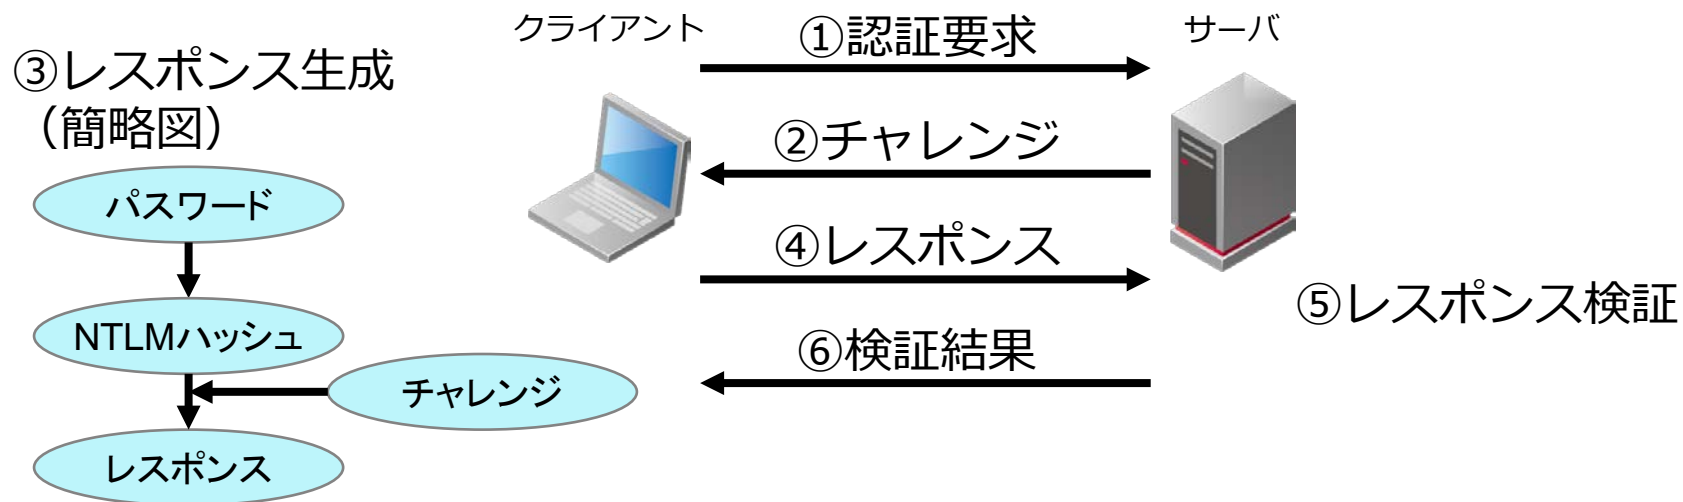 クライアント
①認証要求
サーバ
③レスポンス生成
（簡略図）
②チャレンジ
パスワード
④レスポンス
⑤レスポンス検証
NTLMハッシュ
⑥検証結果
チャレンジ
レスポンス